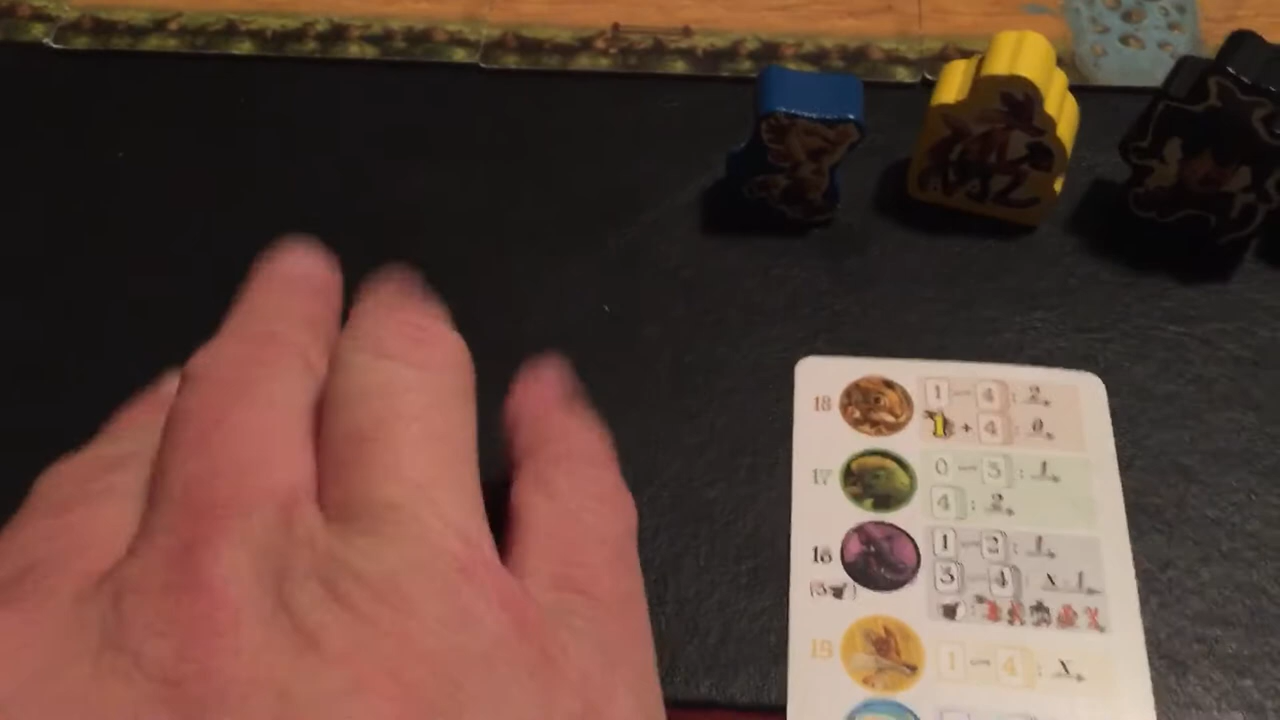 18 1 - 4 : 2
1 + 4 : 0
17 0 - 3 : 1
4 : 2
16 1 - 2 : 1
(5 3 - 4 : x - 1
15 1 - 4 : x